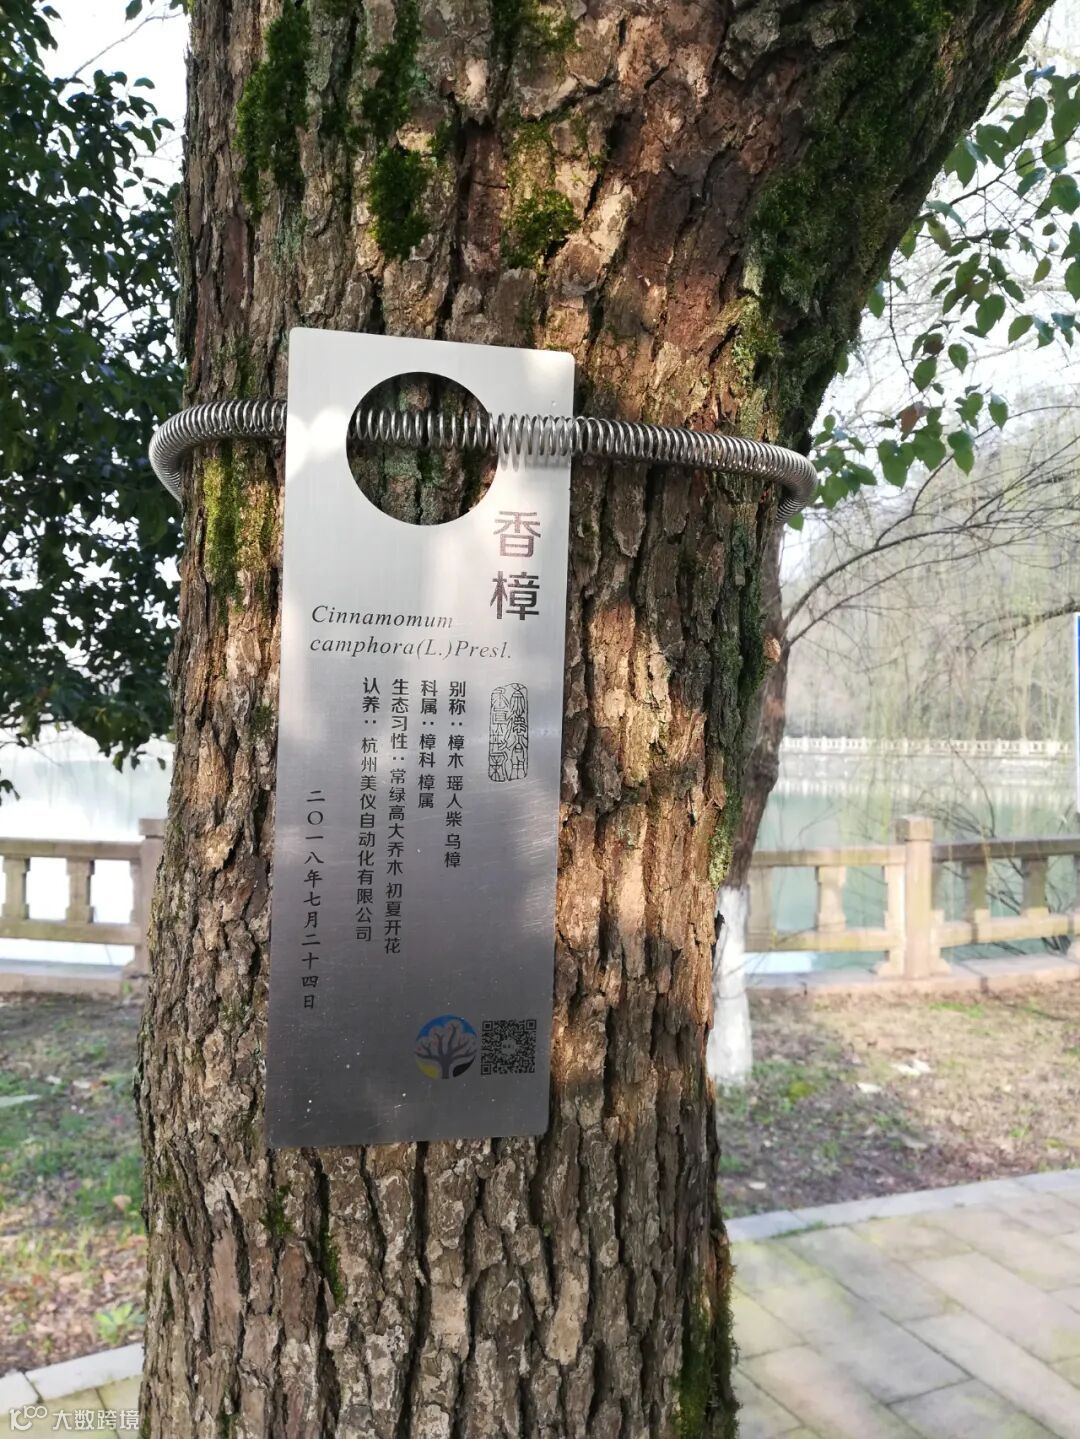 香樟
Cinnamomum
camphora(L.)Presl.
别称：樟木 瑶人柴 乌樟
科属：樟科 樟属
生态习性：常绿高大乔木 初夏开花
认养：杭州美仪自动化有限公司
二〇一八年七月二十四日
大数跨境